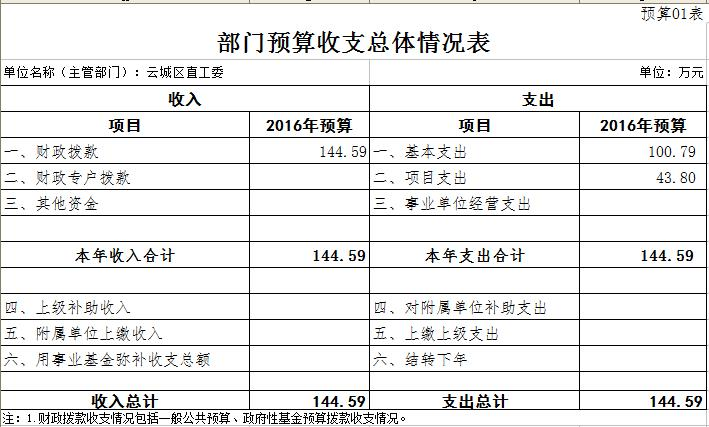 预算01表
部门预算收支总体情况表
单位名称（主管部门）：云城区直工委 单位：万元
收入 支出
项目 2016年预算 项目 2016年预算
一、财政拨款 144.59 一、基本支出 100.79
二、财政专户拨款 二、项目支出 43.80
三、其他资金 三、事业单位经营支出
本年收入合计 144.59 本年支出合计 144.59
四、上级补助收入 四、对附属单位补助支出
五、附属单位上缴收入 五、上缴上级支出
六、用事业基金弥补收支总额 六、结转下年
收入总计 144.59 支出总计 144.59
注：1.财政拨款收支情况包括一般公共预算、政府性基金预算拨款收支情况。